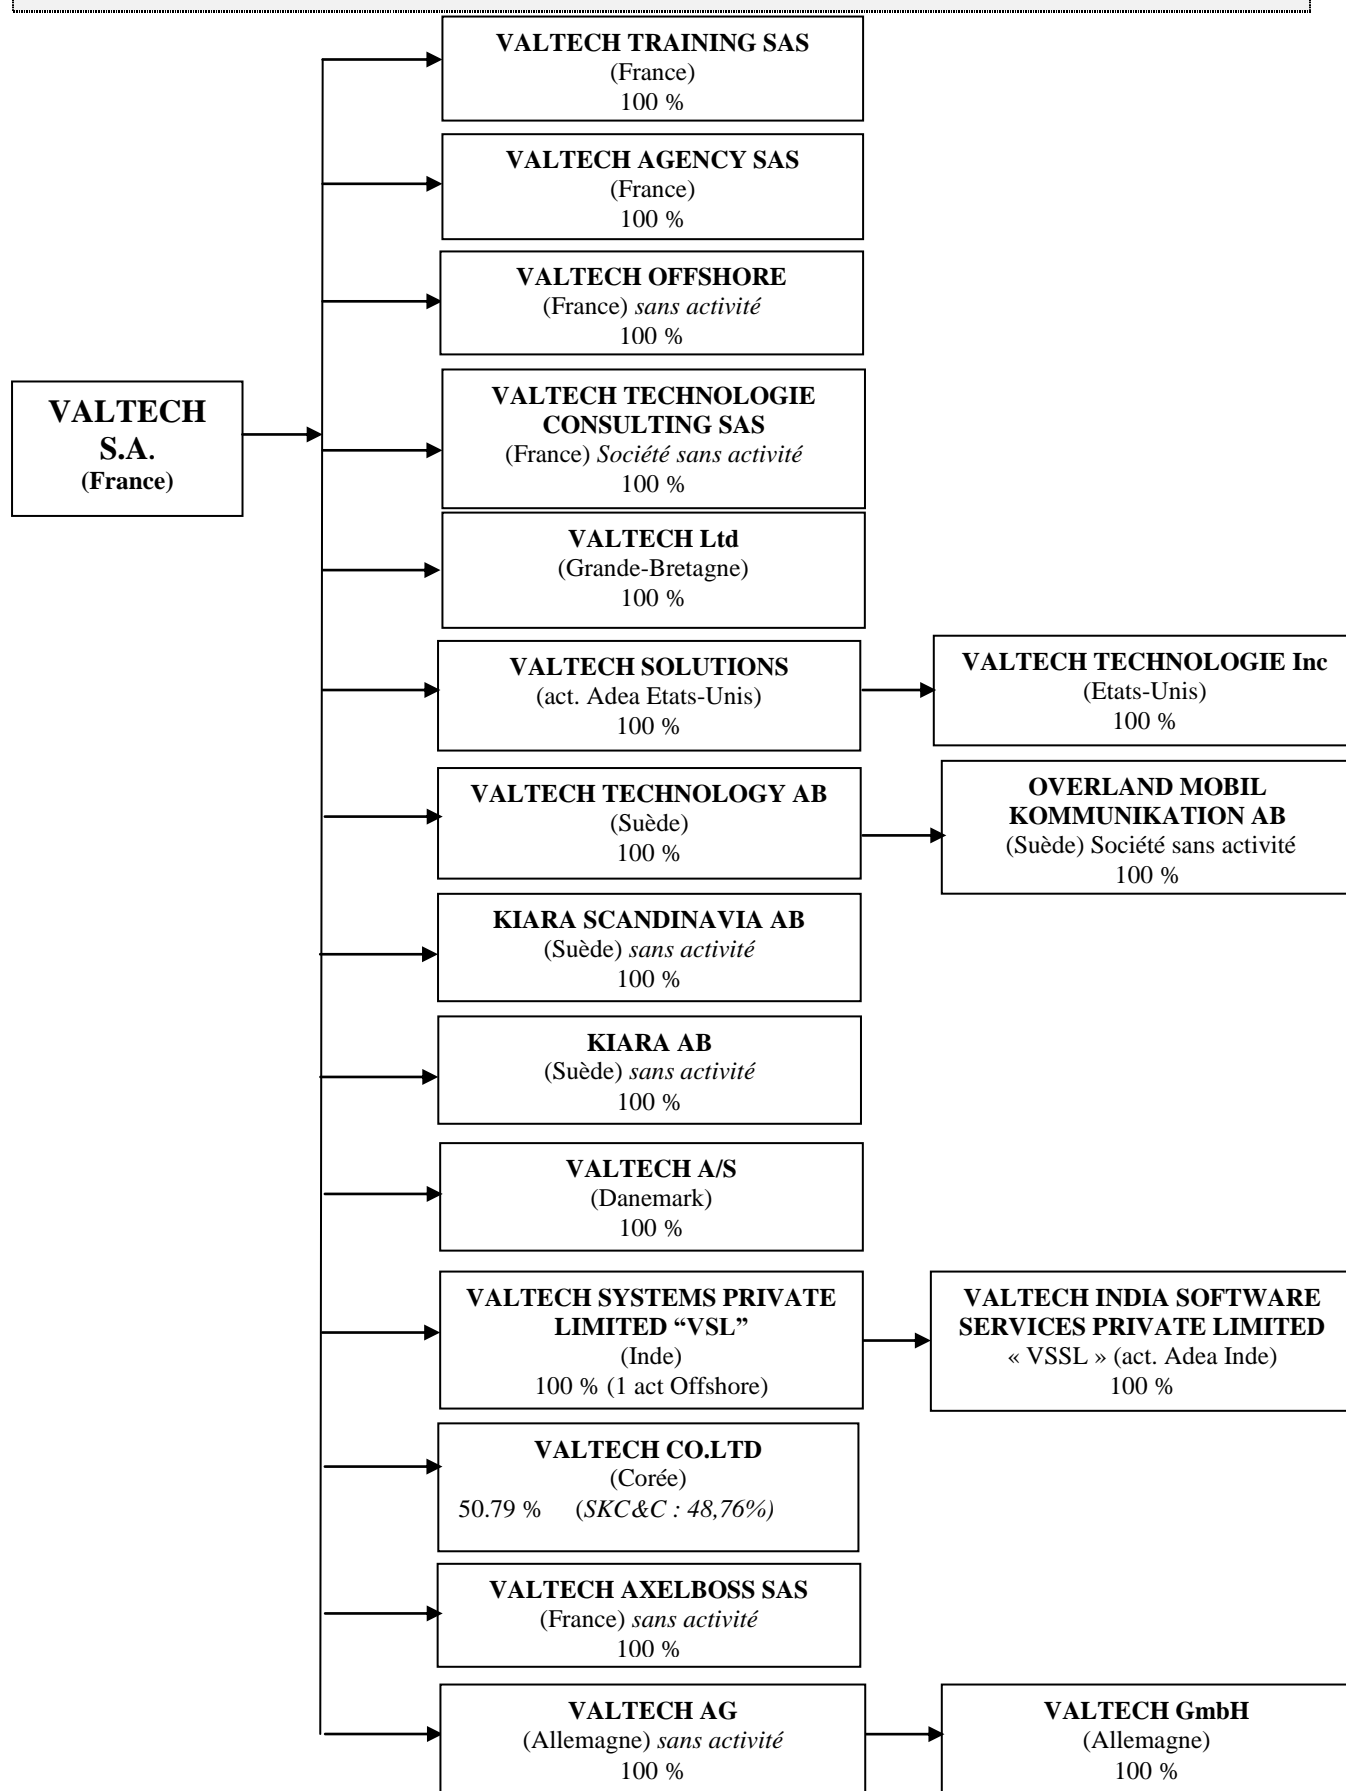 VALTECH TRAINING SAS
(France)
100 %
VALTECH AGENCY SAS
(France)
100 %
VALTECH OFFSHORE
(France) sans activité
100 %
VALTECH
S.A.
(France)
VALTECH TECHNOLOGIE
CONSULTING SAS
(France) Société sans activité
100 %
VALTECH Ltd
(Grande-Bretagne)
100 %
VALTECH SOLUTIONS
(act. Adea Etats-Unis)
100 %
VALTECH TECHNOLOGIE Inc
(Etats-Unis)
100 %
VALTECH TECHNOLOGY AB
(Suède)
100 %
OVERLAND MOBIL
KOMMUNIKATION AB
(Suède) Société sans activité
100 %
KIARA SCANDINAVIA AB
(Suède) sans activité
100 %
KIARA AB
(Suède) sans activité
100 %
VALTECH A/S
(Danemark)
100 %
VALTECH SYSTEMS PRIVATE
LIMITED “VSL”
(Inde)
100 % (1 act Offshore)
VALTECH INDIA SOFTWARE
SERVICES PRIVATE LIMITED
« VSSL » (act. Adea Inde)
100 %
VALTECH CO.LTD
(Corée)
50.79 % (SKC&C : 48,76%)
VALTECH AXELBOSS SAS
(France) sans activité
100 %
VALTECH AG
(Allemagne) sans activité
100 %
VALTECH GmbH
(Allemagne)
100 %